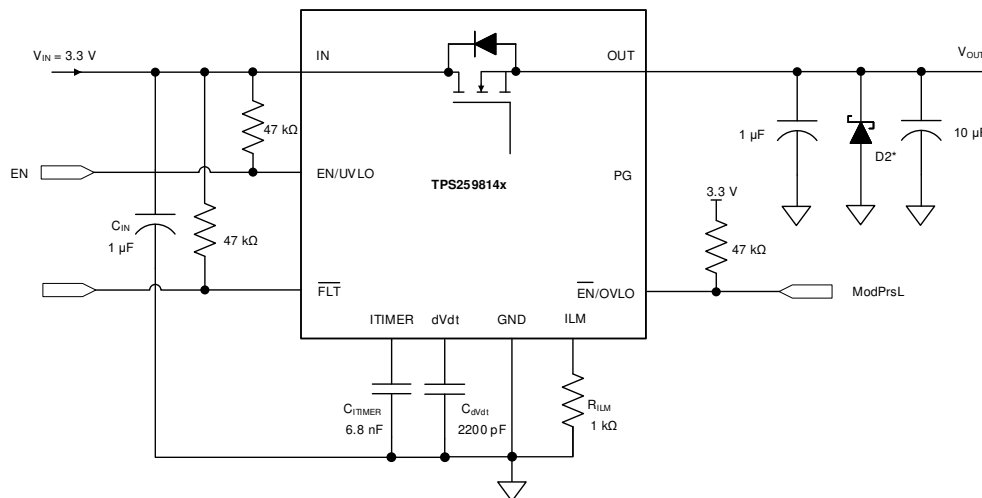 V_IN = 3.3 V
IN
OUT
V_OUT
47 kΩ
1 µF
10 µF
D2*
EN
EN/UVLO
TPS259814x
PG
3.3 V
C_IN
1 µF
47 kΩ
47 kΩ
FLT
EN/OVLO
ModPrsL
ITIMER
dVdt
GND
ILM
C_ITIMER
6.8 nF
C_dVdt
2200 pF
R_ILM
1 kΩ